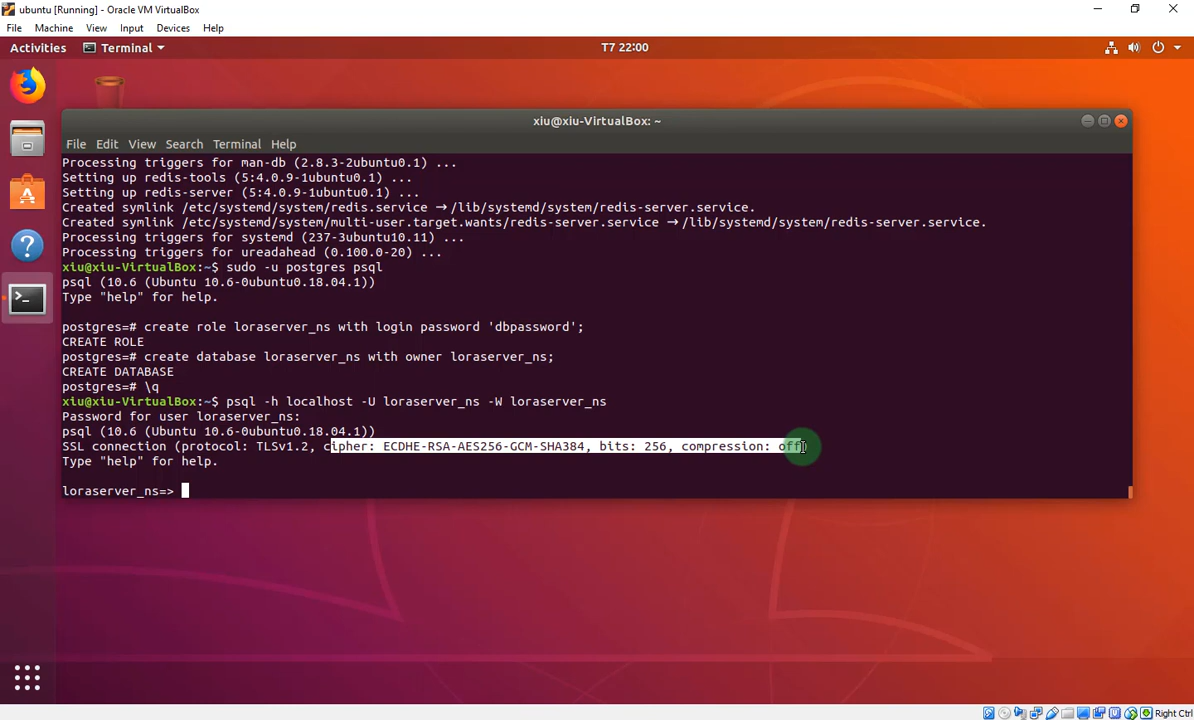 ubuntu [Running] - Oracle VM VirtualBox
File Machine View Input Devices Help
Activities Terminal T7 22:00
xiu@xiu-VirtualBox: ~
File Edit View Search Terminal Help
Processing triggers for man-db (2.8.3-2ubuntu0.1) ...
Setting up redis-tools (5:4.0.9-1ubuntu0.1) ...
Setting up redis-server (5:4.0.9-1ubuntu0.1) ...
Created symlink /etc/systemd/system/redis.service → /lib/systemd/system/redis-server.service.
Created symlink /etc/systemd/system/multi-user.target.wants/redis-server.service → /lib/systemd/system/redis-server.service.
Processing triggers for systemd (237-3ubuntu10.11) ...
Processing triggers for ureadahead (0.100.0-20) ...
xiu@xiu-VirtualBox:~$ sudo -u postgres psql
psql (10.6 (Ubuntu 10.6-0ubuntu0.18.04.1))
Type "help" for help.
postgres=# create role loraserver_ns with login password 'dbpassword';
CREATE ROLE
postgres=# create database loraserver_ns with owner loraserver_ns;
CREATE DATABASE
postgres=# \q
xiu@xiu-VirtualBox:~$ psql -h localhost -U loraserver_ns -W loraserver_ns
Password for user loraserver_ns:
psql (10.6 (Ubuntu 10.6-0ubuntu0.18.04.1))
SSL connection (protocol: TLSv1.2, cipher: ECDHE-RSA-AES256-GCM-SHA384, bits: 256, compression: off)
Type "help" for help.
loraserver_ns=>
Right Ctrl